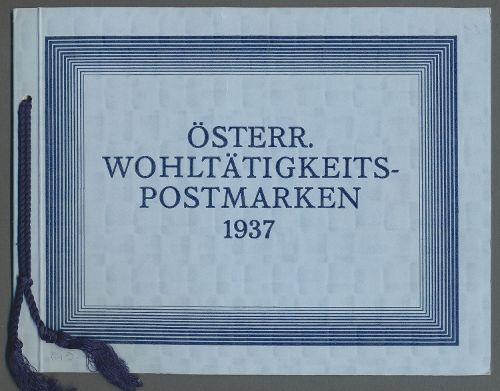 ÖSTERR.
WOHLTÄTIGKEITS-
POSTMARKEN
1937